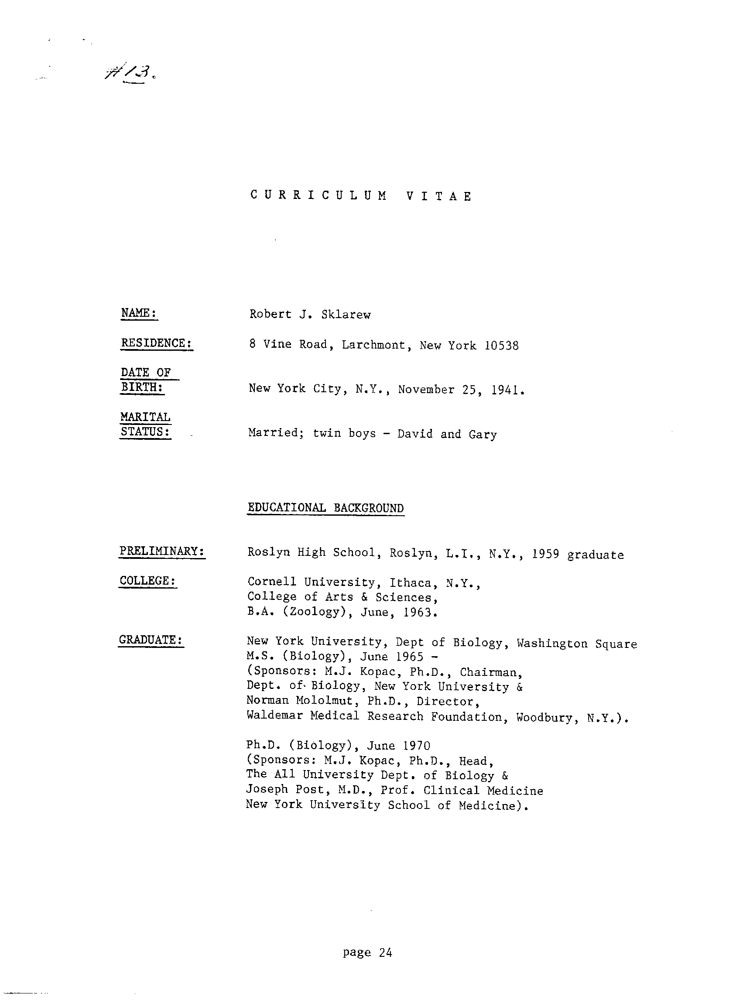 #13.
CURRICULUM VITAE
NAME: Robert J. Sklarew
RESIDENCE: 8 Vine Road, Larchmont, New York 10538
DATE OF
BIRTH: New York City, N.Y., November 25, 1941.
MARITAL
STATUS: Married; twin boys - David and Gary
EDUCATIONAL BACKGROUND
PRELIMINARY: Roslyn High School, Roslyn, L.I., N.Y., 1959 graduate
COLLEGE: Cornell University, Ithaca, N.Y.,
College of Arts & Sciences,
B.A. (Zoology), June, 1963.
GRADUATE: New York University, Dept of Biology, Washington Square
M.S. (Biology), June 1965 -
(Sponsors: M.J. Kopac, Ph.D., Chairman,
Dept. of Biology, New York University &
Norman Mololmut, Ph.D., Director,
Waldemar Medical Research Foundation, Woodbury, N.Y.).
Ph.D. (Biology), June 1970
(Sponsors: M.J. Kopac, Ph.D., Head,
The All University Dept. of Biology &
Joseph Post, M.D., Prof. Clinical Medicine
New York University School of Medicine).
page 24